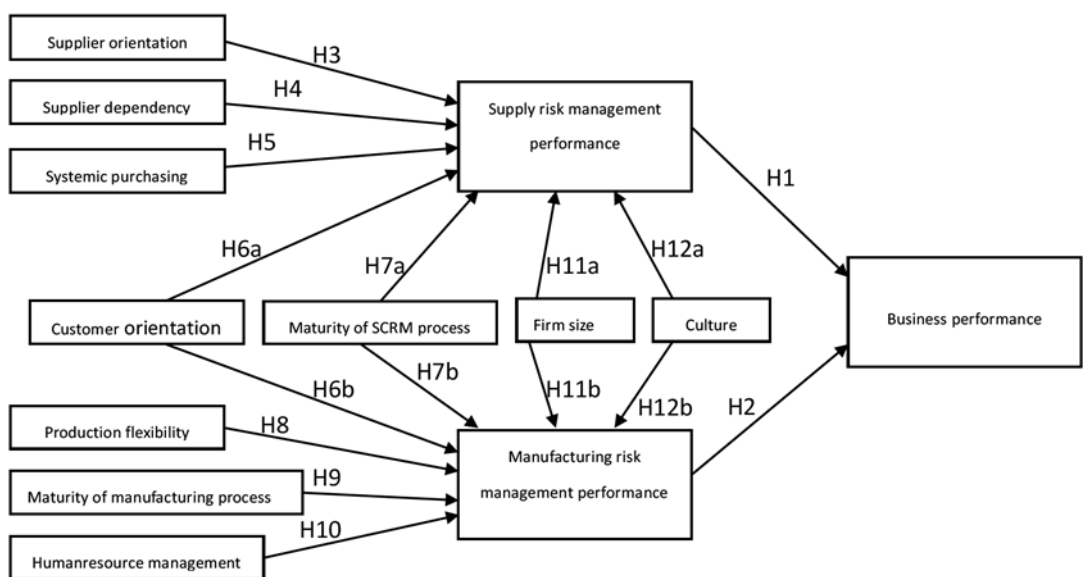 Supplier orientation
H3
Supplier dependency
H4
Supply risk management
performance
H5
Systemic purchasing
H1
H6a
H7a
H11a
H12a
Customer orientation
Maturity of SCRM process
Firm size
Culture
Business performance
H6b
H7b
H11b
H12b
H2
Production flexibility
H8
Manufacturing risk
management performance
Maturity of manufacturing process
H9
H10
Humanresource management